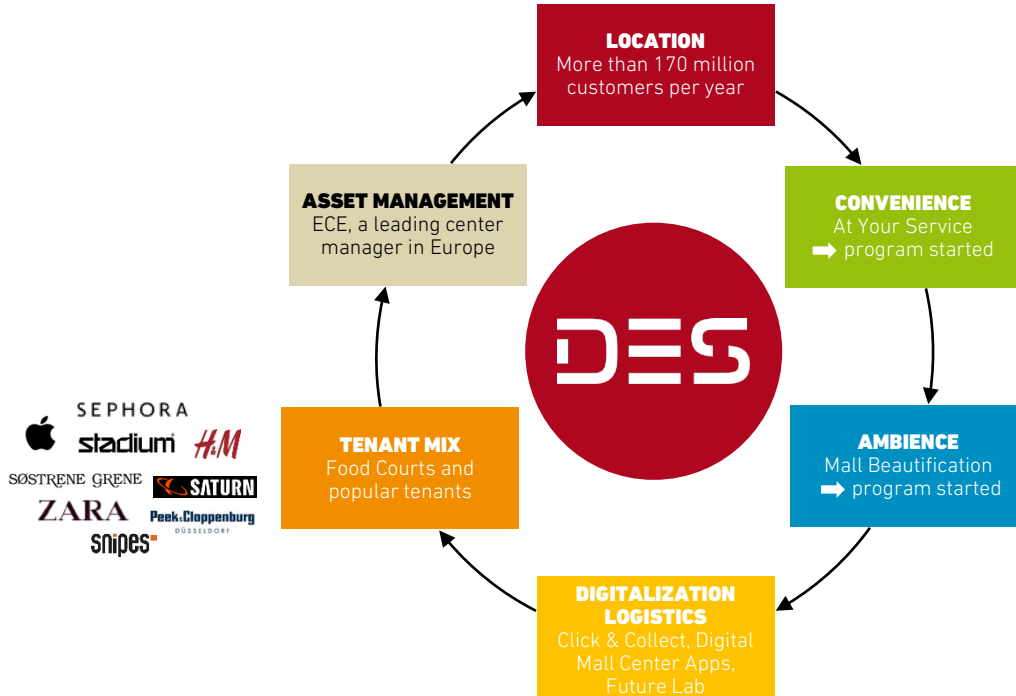 LOCATION
More than 170 million
customers per year
CONVENIENCE
At Your Service
➡ program started
AMBIENCE
Mall Beautification
➡ program started
DIGITALIZATION
LOGISTICS
Click & Collect, Digital
Mall Center Apps,
Future Lab
TENANT MIX
Food Courts and
popular tenants
ASSET MANAGEMENT
ECE, a leading center
manager in Europe
DES
SEPHORA
stadium H&M
SØSTRENE GRENE SATURN
ZARA Peek&Cloppenburg
DÜSSELDORF
snipes